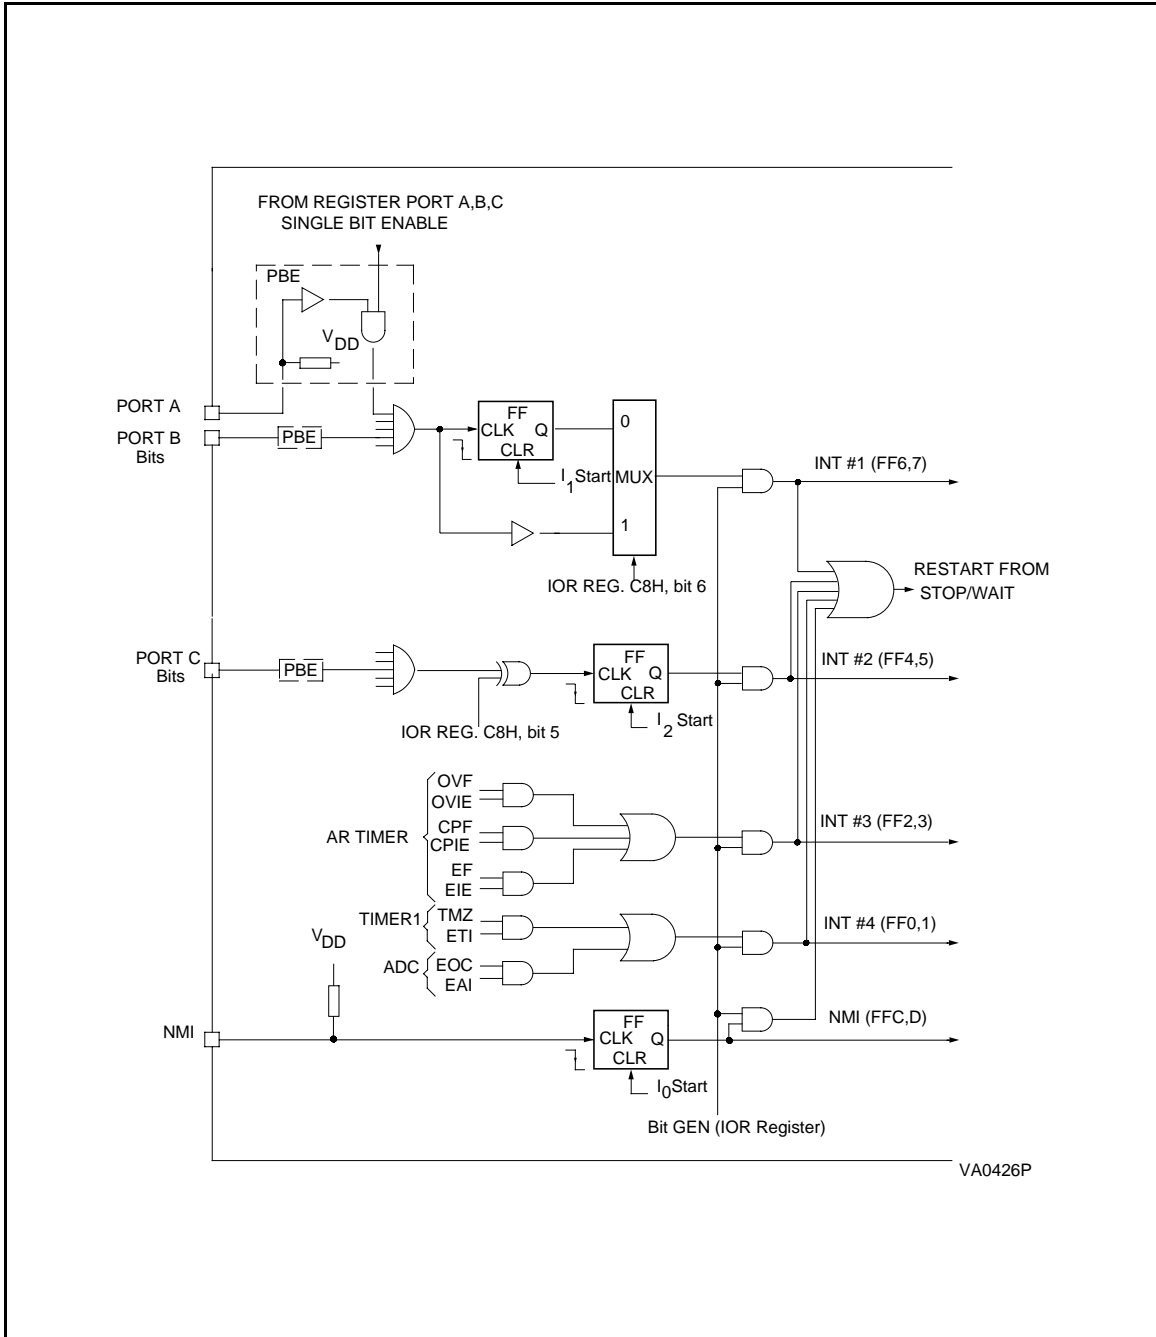 FROM REGISTER PORT A,B,C
SINGLE BIT ENABLE
PBE
VDD
PORT A
PORT B
Bits
PBE
FF
CLK Q
CLR
I1 Start
0
MUX
1
IOR REG. C8H, bit 6
INT #1 (FF6,7)
RESTART FROM
STOP/WAIT
PORT C
Bits
PBE
IOR REG. C8H, bit 5
FF
CLK Q
CLR
I2 Start
INT #2 (FF4,5)
AR TIMER
OVF
OVIE
CPF
CPIE
EF
EIE
INT #3 (FF2,3)
TIMER1
TMZ
ETI
ADC
EOC
EAI
INT #4 (FF0,1)
VDD
NMI
FF
CLK Q
CLR
I0Start
NMI (FFC,D)
Bit GEN (IOR Register)
VA0426P